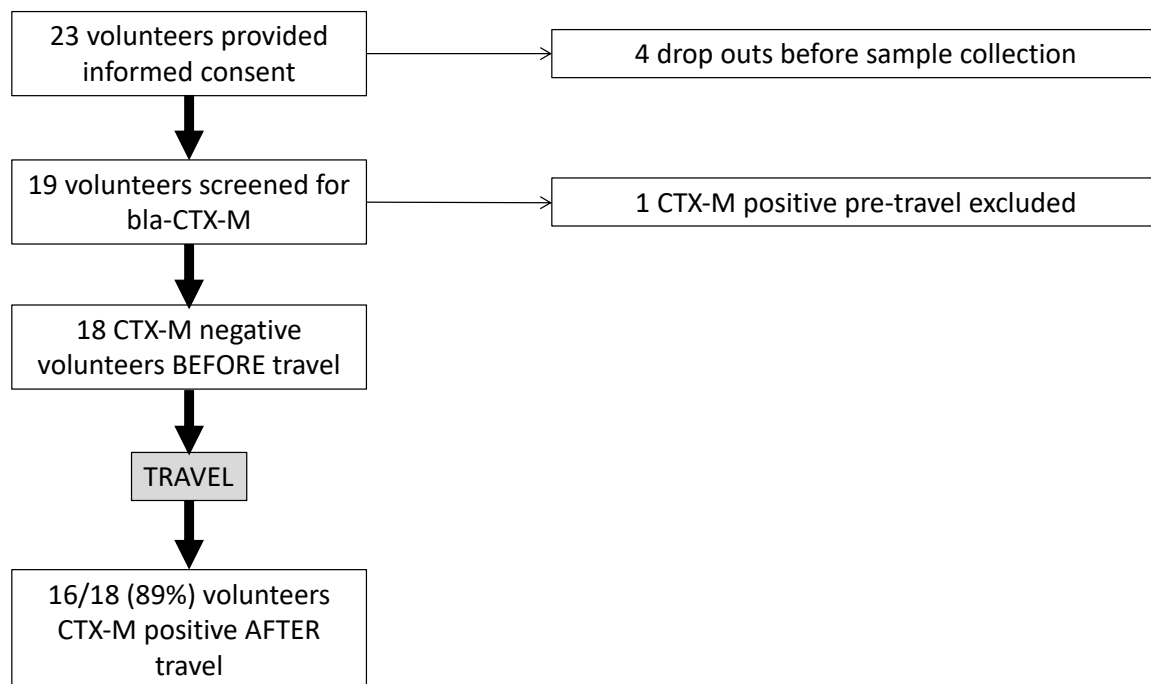 23 volunteers provided
informed consent
4 drop outs before sample collection
19 volunteers screened for
bla-CTX-M
1 CTX-M positive pre-travel excluded
18 CTX-M negative
volunteers BEFORE travel
TRAVEL
16/18 (89%) volunteers
CTX-M positive AFTER
travel